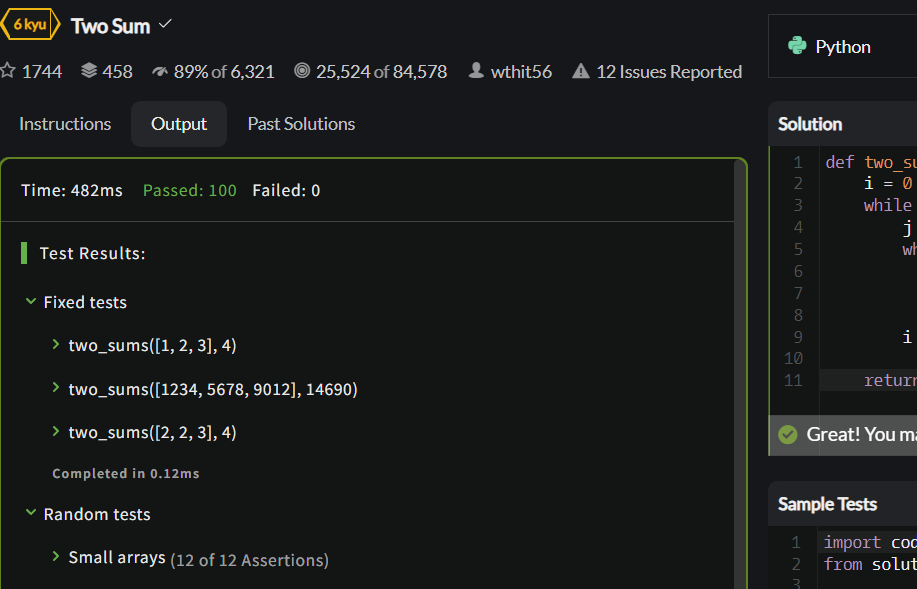 6 kyu Two Sum
1744 458 89% of 6,321 25,524 of 84,578 wthit56 12 Issues Reported
Python
Instructions Output Past Solutions
Time: 482ms Passed: 100 Failed: 0
Test Results:
Fixed tests
two_sums([1, 2, 3], 4)
two_sums([1234, 5678, 9012], 14690)
two_sums([2, 2, 3], 4)
Completed in 0.12ms
Random tests
Small arrays (12 of 12 Assertions)
Solution
1 def two_su
2 i = 0
3 while
4 j
5 wh
6
7
8
9 i
10
11 return
Great! You ma
Sample Tests
1 import cod
2 from solut
3